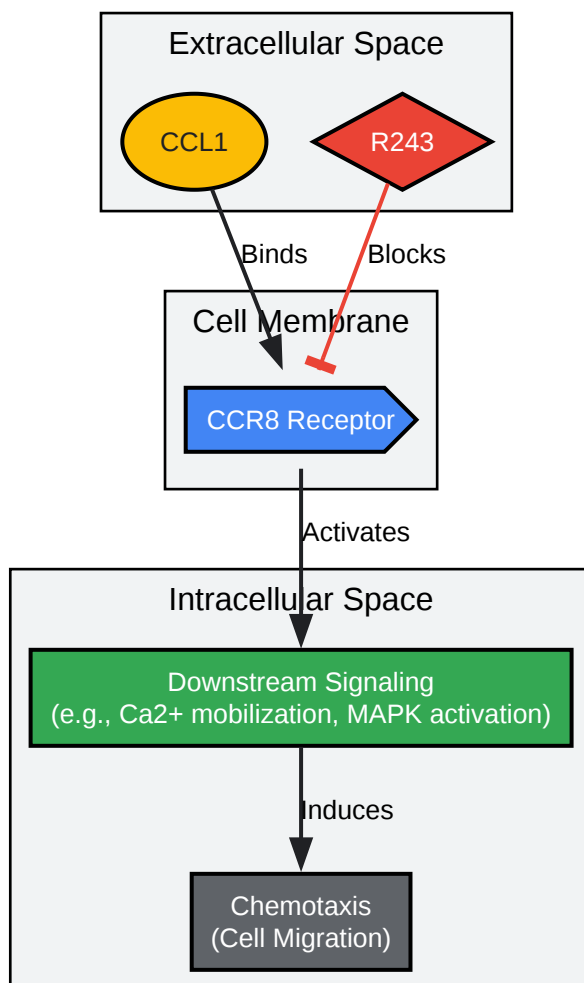 Extracellular Space
CCL1
R243
Binds
Blocks
Cell Membrane
CCR8 Receptor
Activates
Intracellular Space
Downstream Signaling
(e.g., Ca2+ mobilization, MAPK activation)
Induces
Chemotaxis
(Cell Migration)